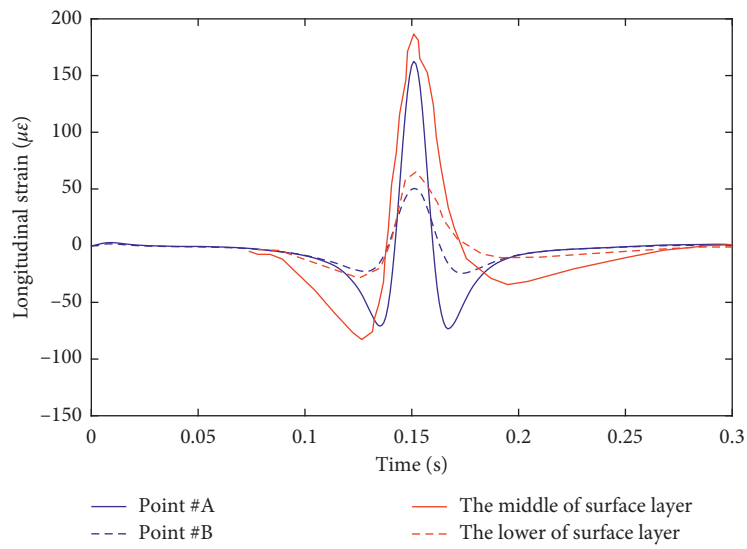 200
150
100
50
0
–50
–100
–150
Longitudinal strain (με)
0
0.05
0.1
0.15
0.2
0.25
0.3
Time (s)
Point #A
Point #B
The middle of surface layer
The lower of surface layer